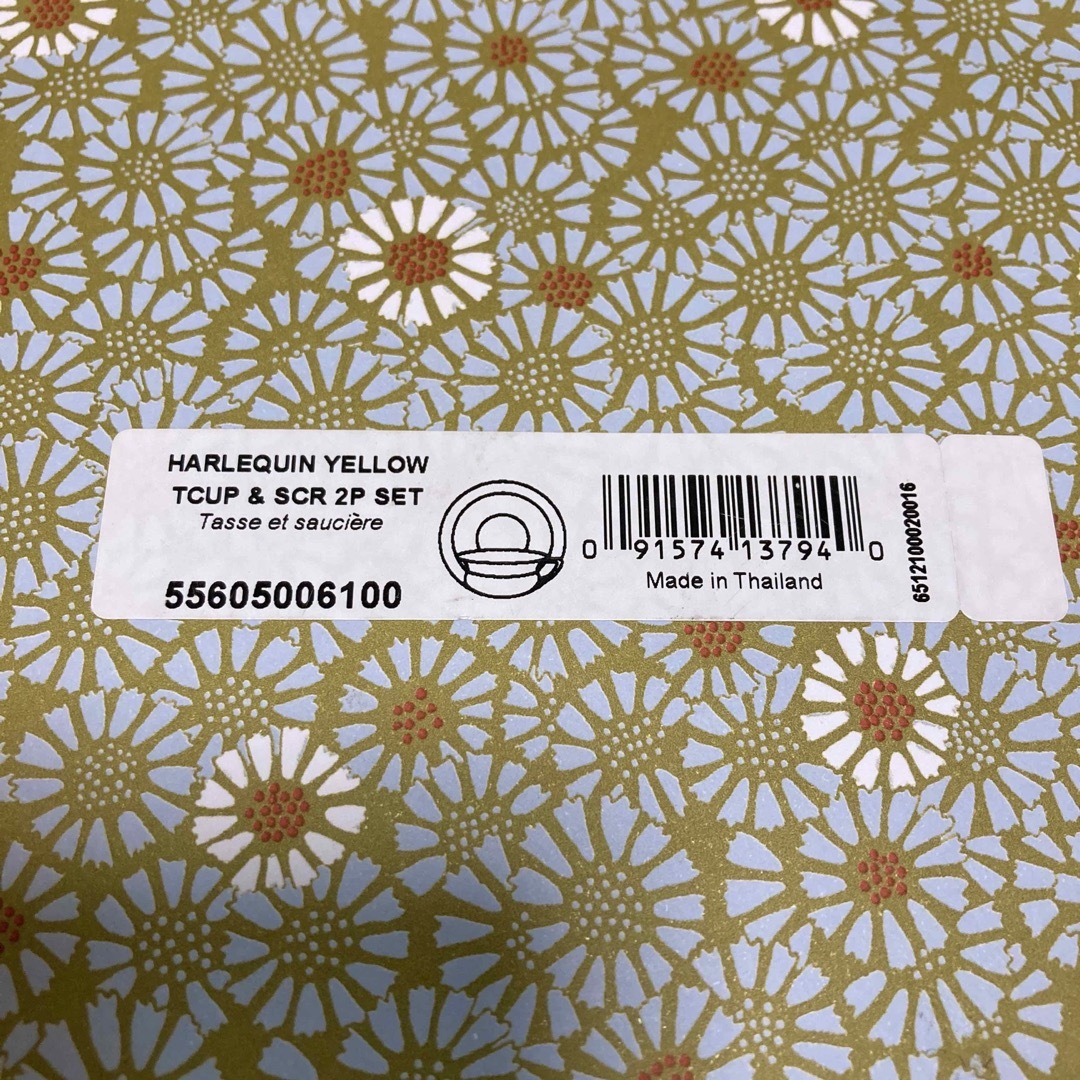 HARLEQUIN YELLOW
TCUP & SCR 2P SET
Tasse et saucière
55605006100
0 91574 13794 0
Made in Thailand
6512100020016